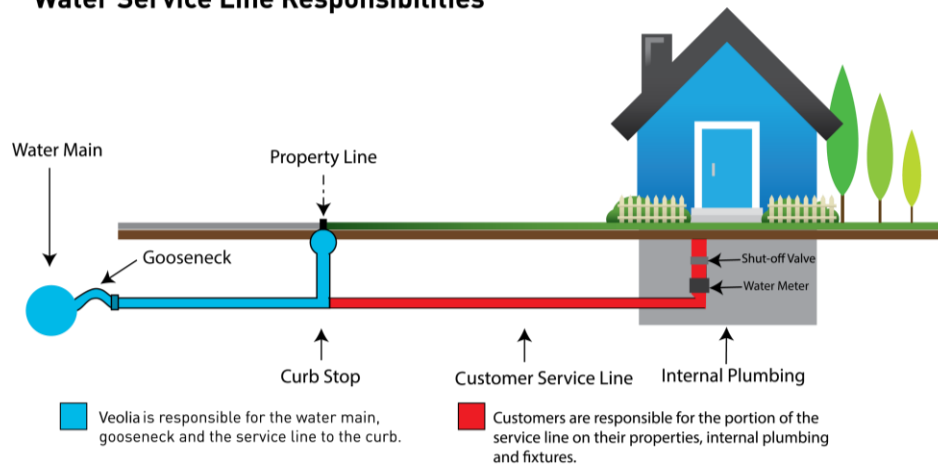 Water Service Line Responsibilities
Water Main
Property Line
Gooseneck
Shut-off Valve
Water Meter
Curb Stop
Customer Service Line
Internal Plumbing
Veolia is responsible for the water main,
gooseneck and the service line to the curb.
Customers are responsible for the portion of the
service line on their properties, internal plumbing
and fixtures.